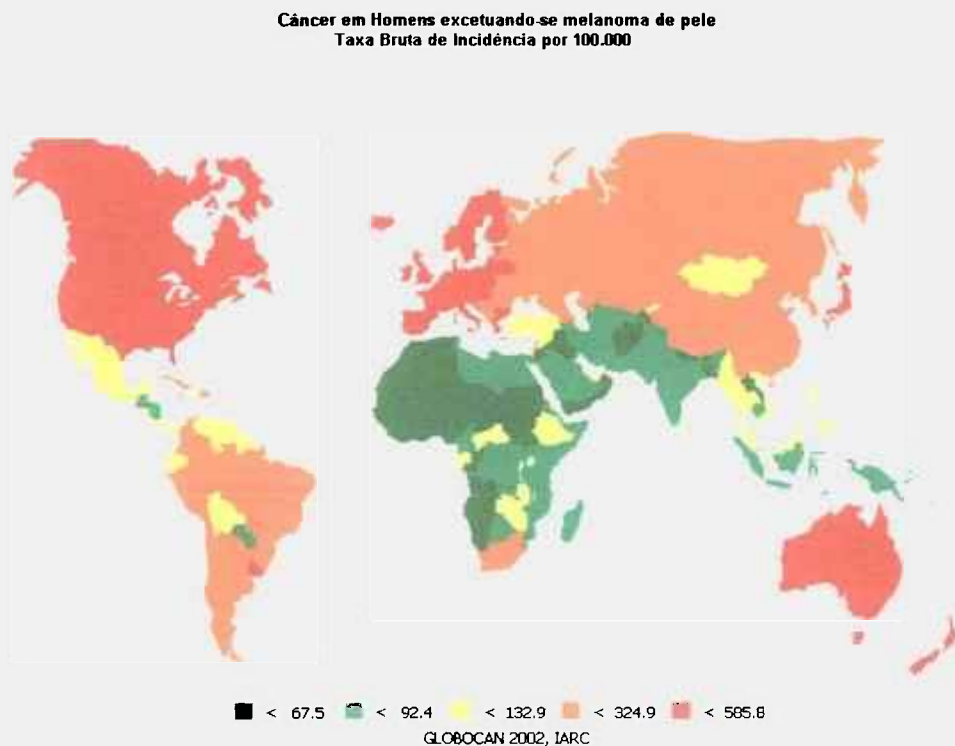 Câncer em Homens excetuando-se melanoma de pele
Taxa Bruta de Incidência por 100.000
< 67.5 < 92.4 < 132.9 < 324.9 < 585.8
GLOBOCAN 2002, IARC